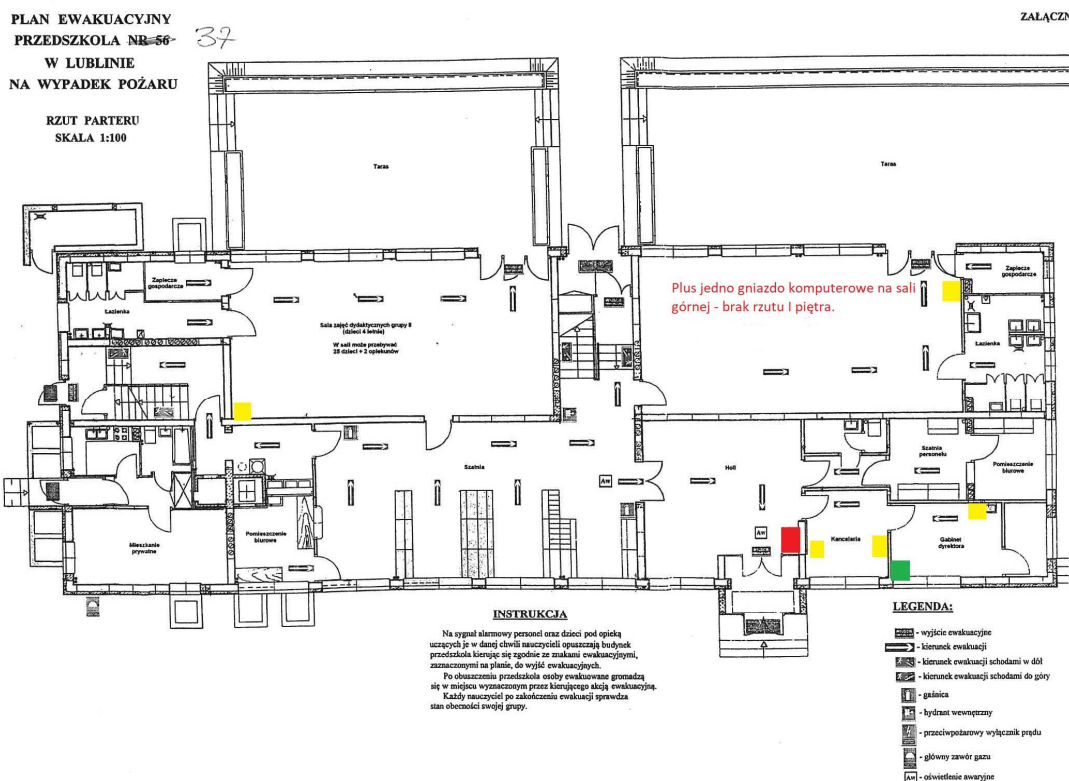 PLAN EWAKUACYJNY
PRZEDSZKOLA NR 56 37
W LUBLINIE
NA WYPADEK POŻARU
RZUT PARTERU
SKALA 1:100
ZAŁĄCZN
Taras
Taras
Zaplecze
gospodarcze
Łazienka
Sala zajęć dydaktycznych grupy II
(dzieci 4 letnie)
W sali może przebywać
25 dzieci + 2 opiekunów
Plus jedno gniazdo komputerowe na sali
górnej - brak rzutu I piętra.
Zaplecze
gospodarcze
Łazienka
Szatnia
Holl
Szatnia
personelu
Pomieszczenie
biurowe
Mieszkanie
prywatne
Pomieszczenie
biurowe
Aw
Aw
Kancelaria
Gabinet
dyrektora
INSTRUKCJA
Na sygnał alarmowy personel oraz dzieci pod opieką
uczących je w danej chwili nauczycieli opuszczają budynek
przedszkola kierując się zgodnie ze znakami ewakuacyjnymi,
zaznaczonymi na planie, do wyjść ewakuacyjnych.
Po obuszczeniu przedszkola osoby ewakuowane gromadzą
się w miejscu wyznaczonym przez kierującego akcją ewakuacyjną.
Każdy nauczyciel po zakończeniu ewakuacji sprawdza
stan obecności swojej grupy.
LEGENDA:
- wyjście ewakuacyjne
- kierunek ewakuacji
- kierunek ewakuacji schodami w dół
- kierunek ewakuacji schodami do góry
- gaśnica
- hydrant wewnętrzny
- przeciwpożarowy wyłącznik prądu
- główny zawór gazu
Aw - oświetlenie awaryjne